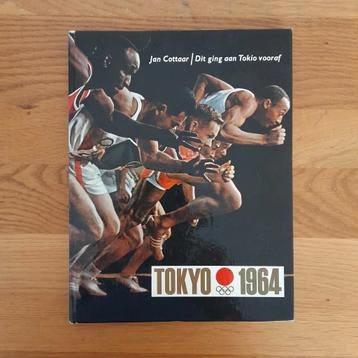 Jan Cottaar | Dit ging aan Tokio vooraf
TOKYO 1964